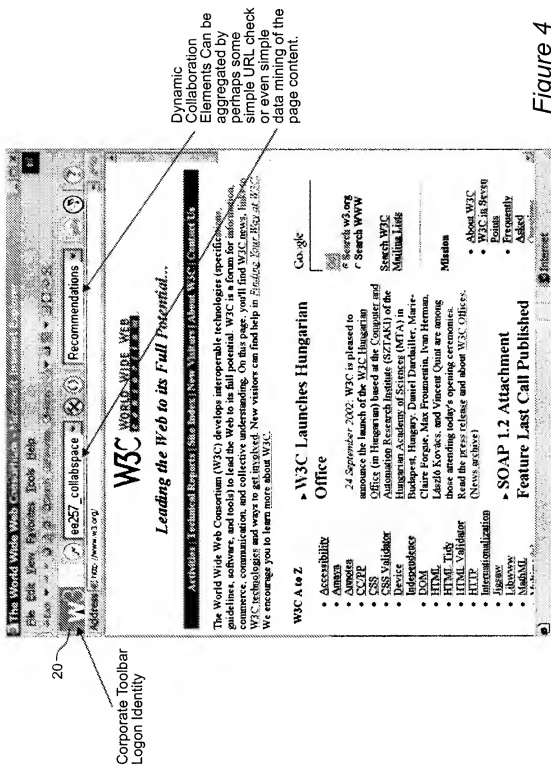 The World Wide Web Consortium
File Edit View Favorites Tools Help
W3 ee257_collabspace Recommendations
Address http://www.w3.org/
20
Corporate Toolbar
Logon Identity
Dynamic
Collaboration
Elements Can be
aggregated by
perhaps some
simple URL check
or even simple
data mining of the
page content.
W3C WORLD WIDE WEB
Leading the Web to its Full Potential...
Activities | Technical Reports | Site Index | New Visitors | About W3C | Contact Us
The World Wide Web Consortium (W3C) develops interoperable technologies (specifications,
guidelines, software, and tools) to lead the Web to its full potential. W3C is a forum for information,
commerce, communication, and collective understanding. On this page, you'll find W3C news, links to
W3C technologies and ways to get involved. New visitors can find help in Finding Your Way at W3C.
We encourage you to learn more about W3C.
W3C A to Z
• Accessibility
• Amaya
• Annotea
• CC/PP
• CSS
• CSS Validator
• Device
Independence
• DOM
• HTML
• HTML Tidy
• HTML Validator
• HTTP
• Internationalization
• Jigsaw
• Libwww
• MathML
▸ W3C Launches Hungarian
Office
24 September 2002: W3C is pleased to
announce the launch of the W3C Hungarian
Office (in Hungarian) based at the Computer and
Automation Research Institute (SZTAKI) of the
Hungarian Academy of Sciences (MTA) in
Budapest, Hungary. Daniel Dardailler, Marie-
Claire Forgue, Max Froumentin, Ivan Herman,
László Kovács, and Vincent Quint are among
those attending today's opening ceremonies.
Read the press release and about W3C Offices.
(News archive)
▸ SOAP 1.2 Attachment
Feature Last Call Published
Google
Search w3.org
Search WWW
Search W3C
Mailing Lists
Mission
• About W3C
• W3C in Seven
Points
• Frequently
Asked
Internet
Figure 4